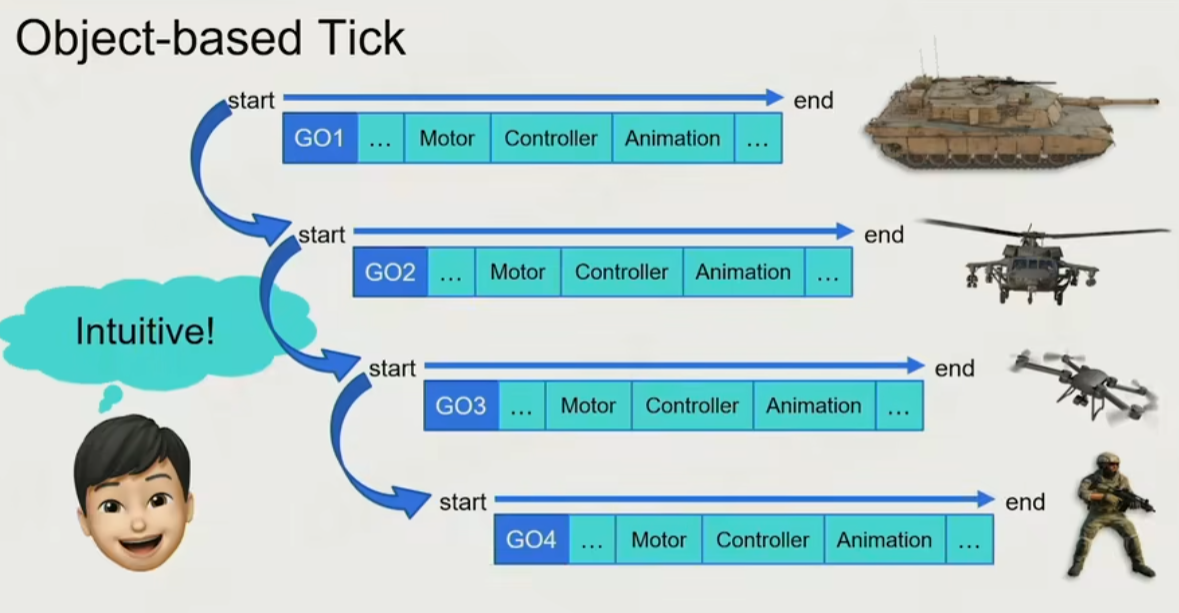 Object-based Tick
start end
GO1 ... Motor Controller Animation ...
start end
GO2 ... Motor Controller Animation ...
Intuitive!
start end
GO3 ... Motor Controller Animation ...
start end
GO4 ... Motor Controller Animation ...